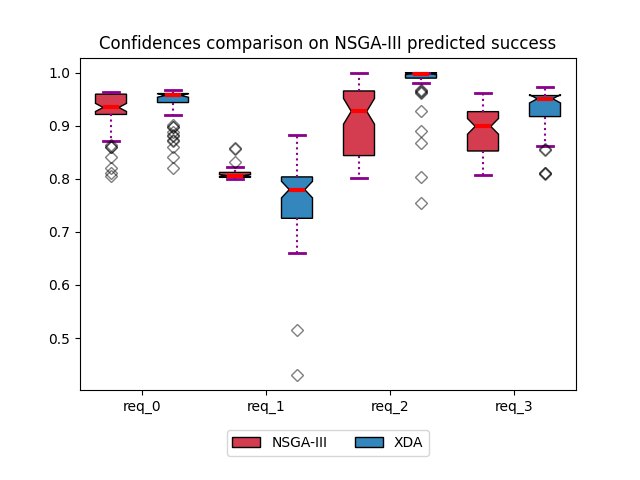 Confidences comparison on NSGA-III predicted success
1.0
0.9
0.8
0.7
0.6
0.5
req_0 req_1 req_2 req_3
NSGA-III XDA